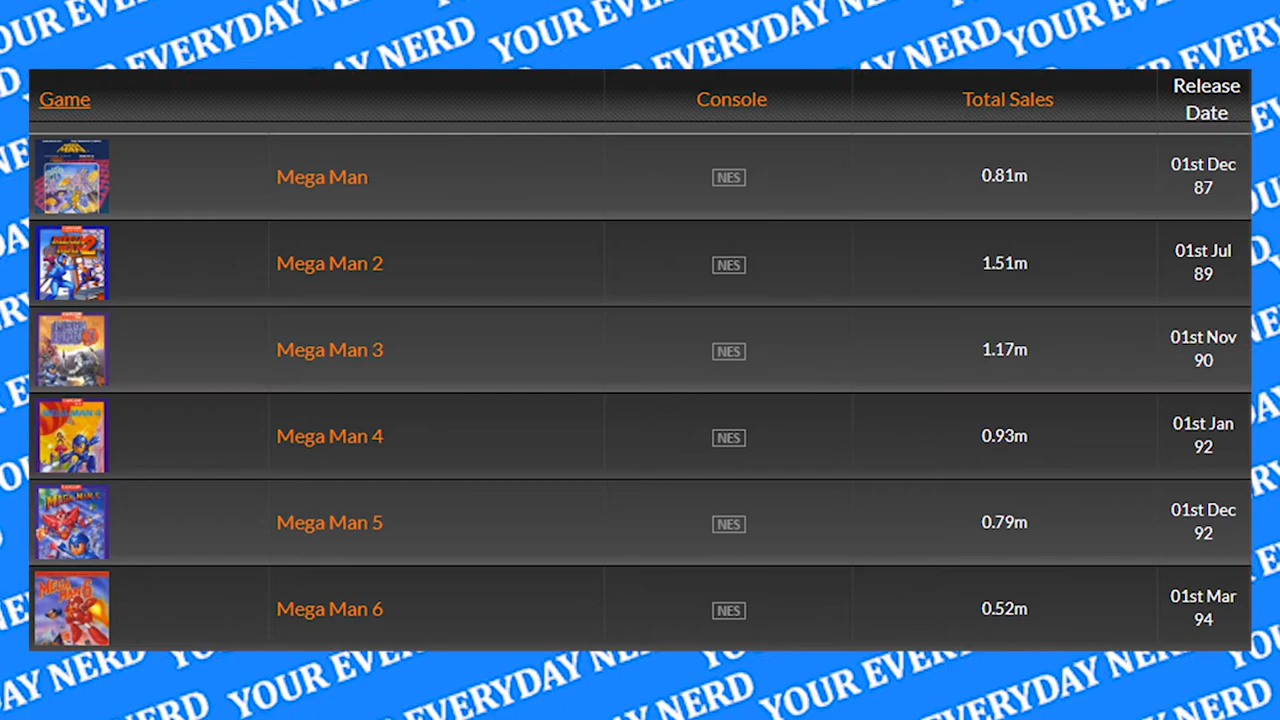 YOUR EVERYDAY NERD
Game Console Total Sales Release
Date
Mega Man NES 0.81m 01st Dec
87
Mega Man 2 NES 1.51m 01st Jul
89
Mega Man 3 NES 1.17m 01st Nov
90
Mega Man 4 NES 0.93m 01st Jan
92
Mega Man 5 NES 0.79m 01st Dec
92
Mega Man 6 NES 0.52m 01st Mar
94
YOUR EVERYDAY NERD